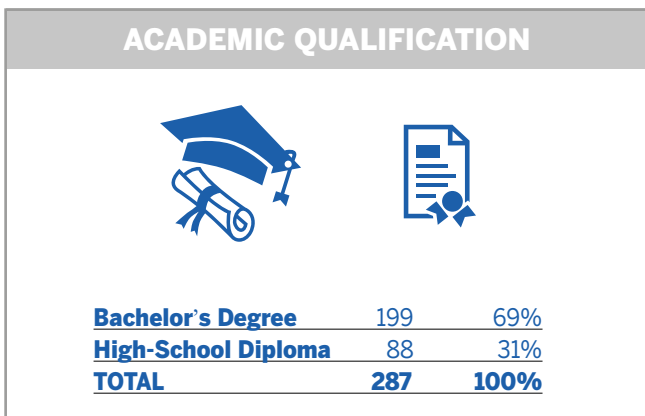 ACADEMIC QUALIFICATION
Bachelor's Degree 199 69%
High-School Diploma 88 31%
TOTAL 287 100%